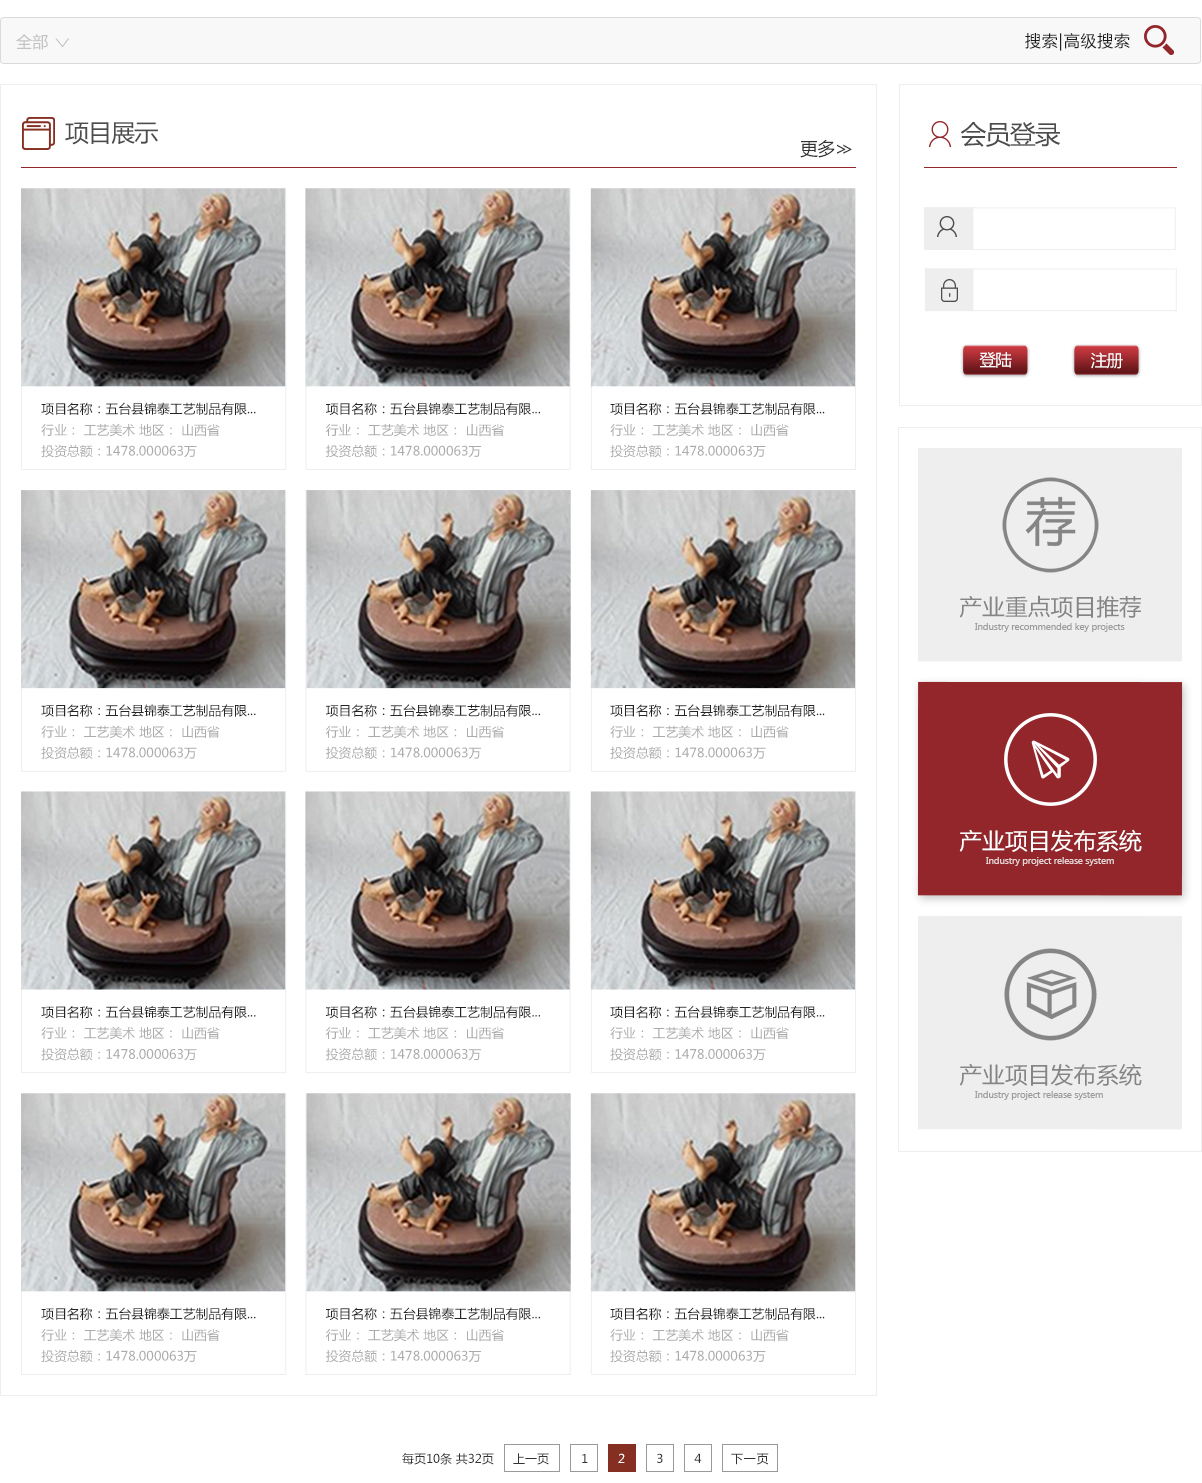 全部
搜索|高级搜索
项目展示
更多>>
项目名称：五台县锦泰工艺制品有限...
行业： 工艺美术 地区： 山西省
投资总额：1478.000063万
项目名称：五台县锦泰工艺制品有限...
行业： 工艺美术 地区： 山西省
投资总额：1478.000063万
项目名称：五台县锦泰工艺制品有限...
行业： 工艺美术 地区： 山西省
投资总额：1478.000063万
项目名称：五台县锦泰工艺制品有限...
行业： 工艺美术 地区： 山西省
投资总额：1478.000063万
项目名称：五台县锦泰工艺制品有限...
行业： 工艺美术 地区： 山西省
投资总额：1478.000063万
项目名称：五台县锦泰工艺制品有限...
行业： 工艺美术 地区： 山西省
投资总额：1478.000063万
项目名称：五台县锦泰工艺制品有限...
行业： 工艺美术 地区： 山西省
投资总额：1478.000063万
项目名称：五台县锦泰工艺制品有限...
行业： 工艺美术 地区： 山西省
投资总额：1478.000063万
项目名称：五台县锦泰工艺制品有限...
行业： 工艺美术 地区： 山西省
投资总额：1478.000063万
项目名称：五台县锦泰工艺制品有限...
行业： 工艺美术 地区： 山西省
投资总额：1478.000063万
项目名称：五台县锦泰工艺制品有限...
行业： 工艺美术 地区： 山西省
投资总额：1478.000063万
项目名称：五台县锦泰工艺制品有限...
行业： 工艺美术 地区： 山西省
投资总额：1478.000063万
会员登录
登陆 注册
荐
产业重点项目推荐
Industry recommended key projects
产业项目发布系统
Industry project release system
产业项目发布系统
Industry project release system
每页10条 共32页 上一页 1 2 3 4 下一页